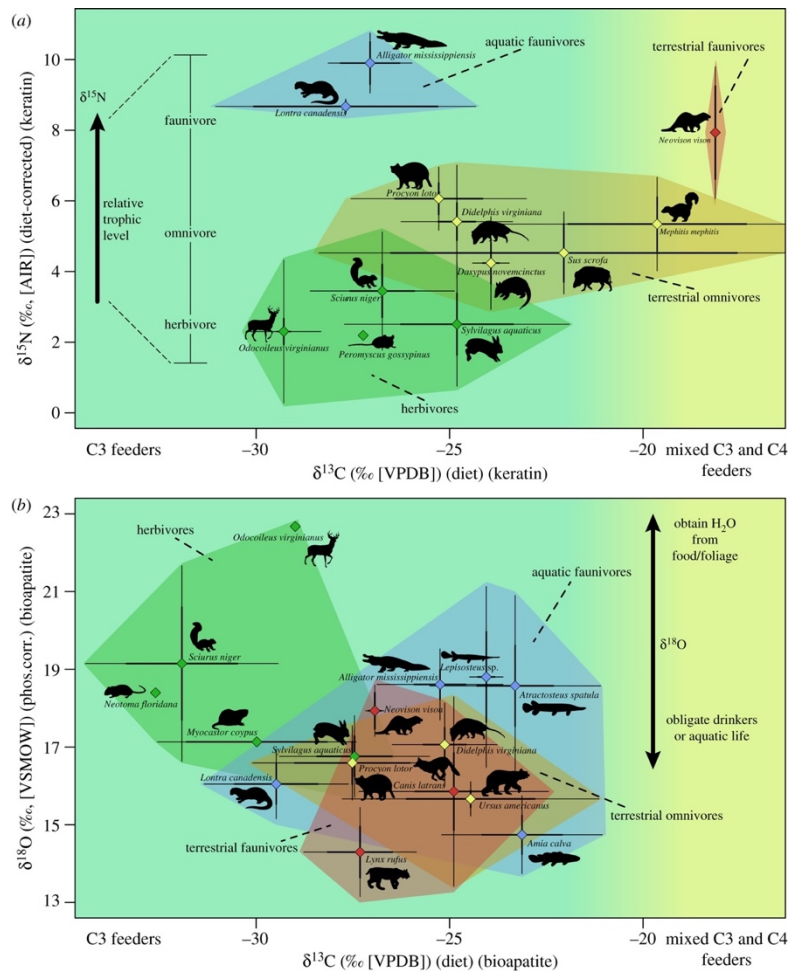 (a)
10
8
6
4
2
0
δ15N (‰, [AIR]) (diet-corrected) (keratin)
δ15N
relative
trophic
level
faunivore
omnivore
herbivore
Alligator mississippiensis
aquatic faunivores
Lontra canadensis
terrestrial faunivores
Neovison vison
Procyon lotor
Didelphis virginiana
Mephitis mephitis
Dasypus novemcinctus
Sus scrofa
terrestrial omnivores
Sciurus niger
Odocoileus virginianus
Peromyscus gossypinus
Sylvilagus aquaticus
herbivores
C3 feeders
–30
–25
–20
mixed C3 and C4
feeders
δ13C (‰ [VPDB]) (diet) (keratin)
(b)
23
21
19
17
15
13
δ18O (‰, [VSMOW]) (phos.corr.) (bioapatite)
herbivores
Odocoileus virginianus
obtain H2O
from
food/foliage
aquatic faunivores
δ18O
Sciurus niger
Alligator mississippiensis
Lepisosteus sp.
Atractosteus spatula
Neotoma floridana
Neovison vison
obligate drinkers
or aquatic life
Myocastor coypus
Sylvilagus aquaticus
Didelphis virginiana
Procyon lotor
Lontra canadensis
Canis latrans
Ursus americanus
terrestrial omnivores
terrestrial faunivores
Amia calva
Lynx rufus
C3 feeders
–30
–25
–20
mixed C3 and C4
feeders
δ13C (‰ [VPDB]) (diet) (bioapatite)